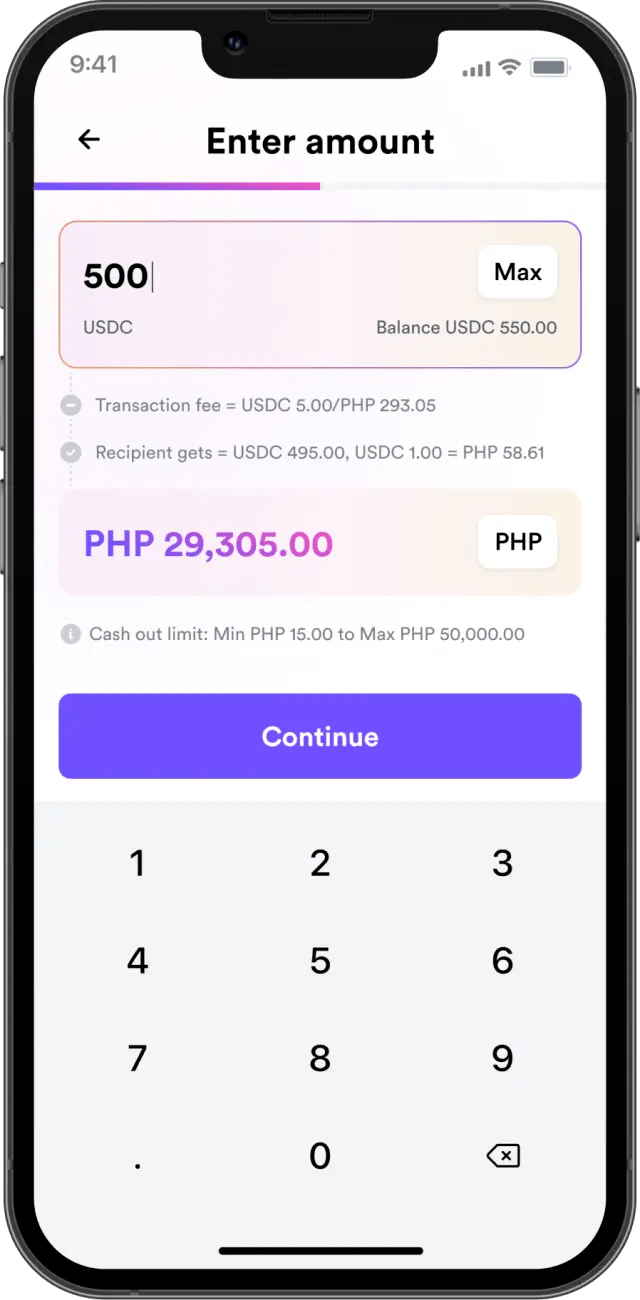 9:41
Enter amount
500
Max
USDC
Balance USDC 550.00
Transaction fee = USDC 5.00/PHP 293.05
Recipient gets = USDC 495.00, USDC 1.00 = PHP 58.61
PHP 29,305.00
PHP
Cash out limit: Min PHP 15.00 to Max PHP 50,000.00
Continue
1 2 3
4 5 6
7 8 9
. 0